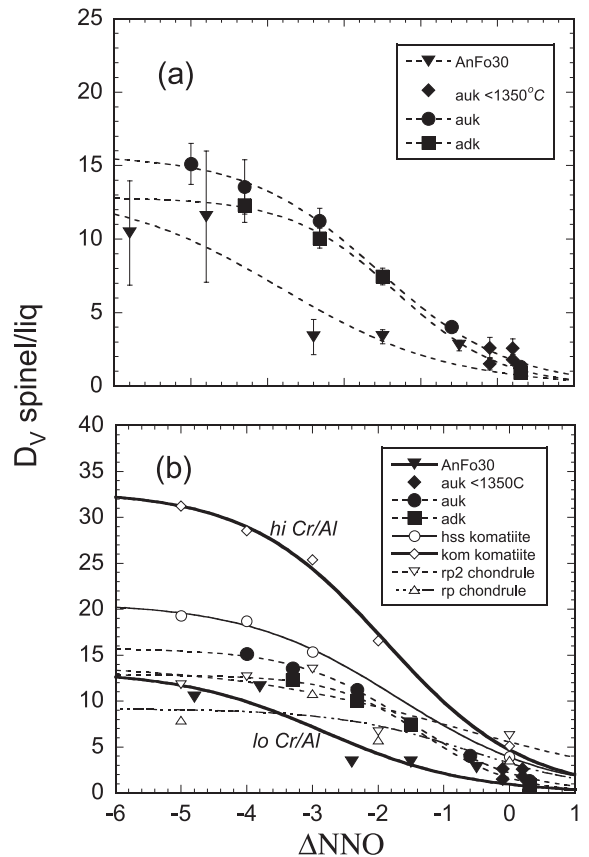 25
20
15
10
5
0
(a)
AnFo30
auk <1350°C
auk
adk
D_V spinel/liq
40
35
30
25
20
15
10
5
0
(b)
AnFo30
auk <1350C
auk
adk
hss komatiite
kom komatiite
rp2 chondrule
rp chondrule
hi Cr/Al
lo Cr/Al
-6 -5 -4 -3 -2 -1 0 1
ΔNNO